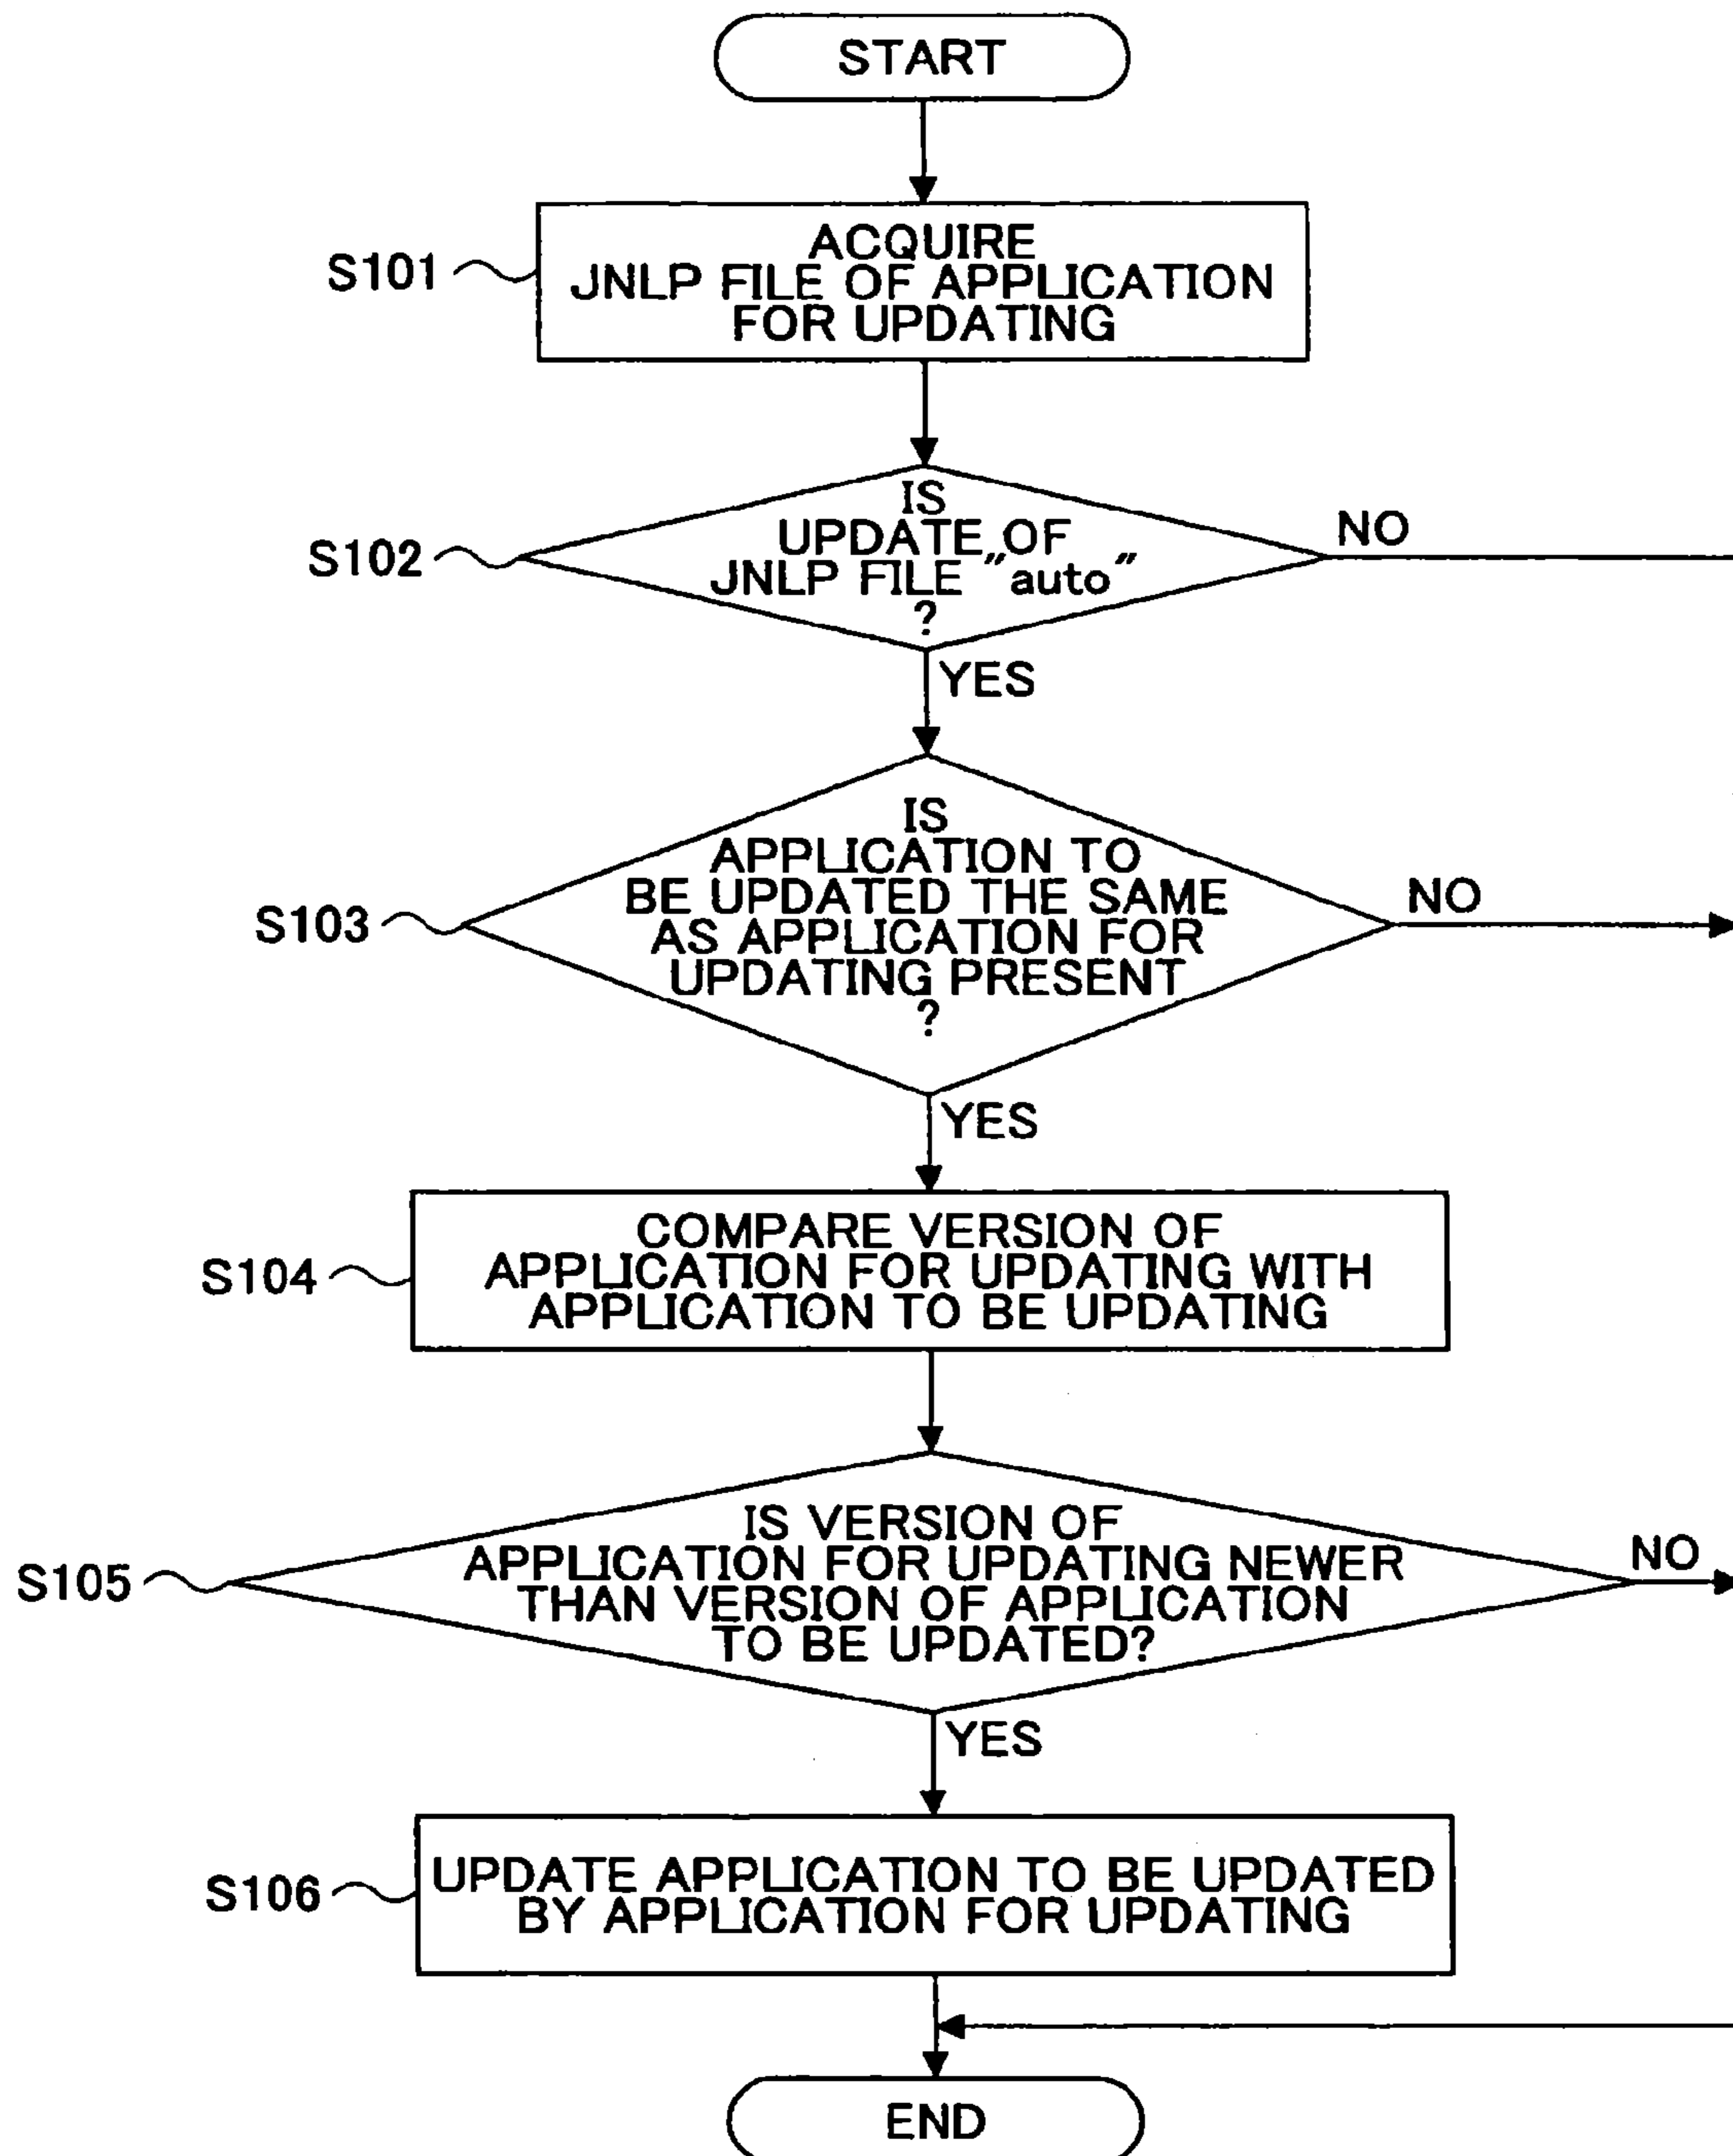 START
S101
ACQUIRE
JNLP FILE OF APPLICATION
FOR UPDATING
S102
IS
UPDATE OF
JNLP FILE "auto"
?
NO
YES
S103
IS
APPLICATION TO
BE UPDATED THE SAME
AS APPLICATION FOR
UPDATING PRESENT
?
NO
YES
S104
COMPARE VERSION OF
APPLICATION FOR UPDATING WITH
APPLICATION TO BE UPDATING
S105
IS VERSION OF
APPLICATION FOR UPDATING NEWER
THAN VERSION OF APPLICATION
TO BE UPDATED?
NO
YES
S106
UPDATE APPLICATION TO BE UPDATED
BY APPLICATION FOR UPDATING
END